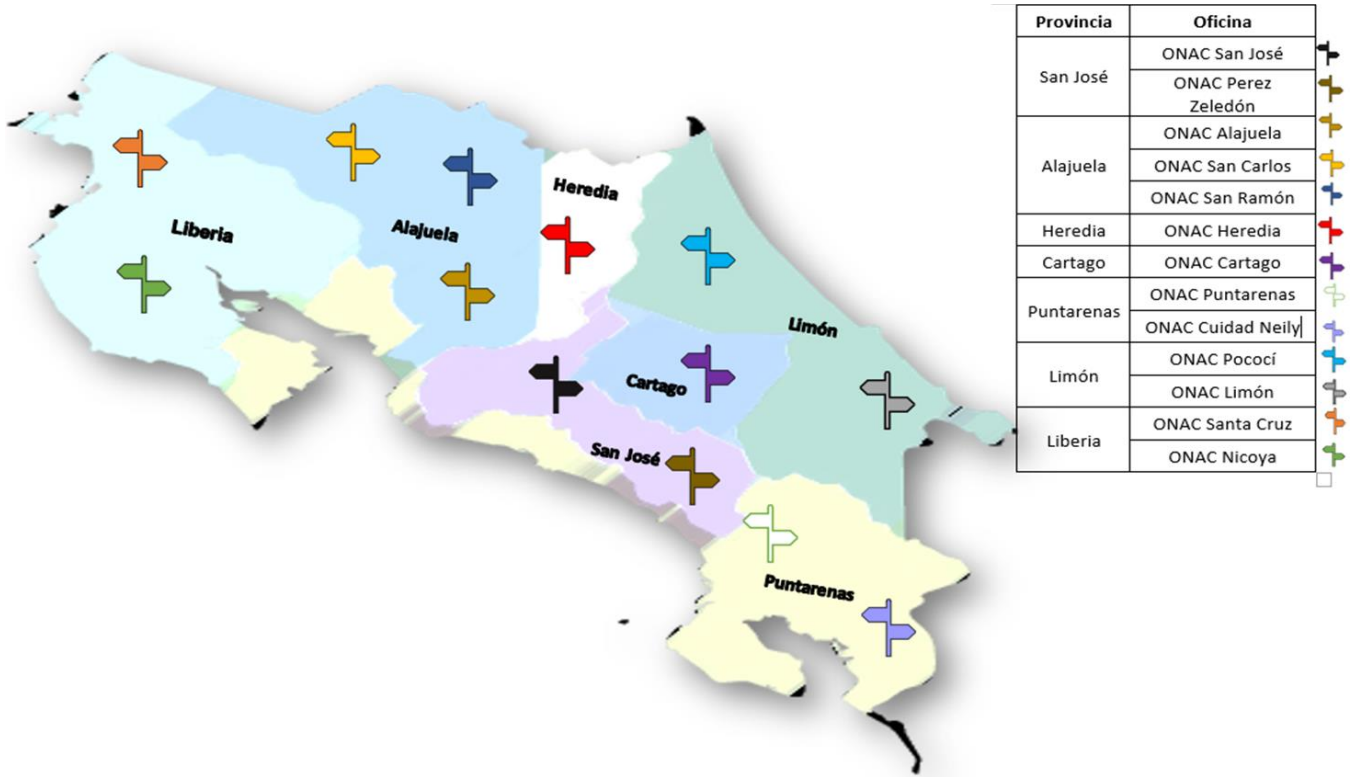 Provincia Oficina
San José
ONAC San José
ONAC Perez
Zeledón
Alajuela
ONAC Alajuela
ONAC San Carlos
ONAC San Ramón
Heredia ONAC Heredia
Cartago ONAC Cartago
Puntarenas
ONAC Puntarenas
ONAC Cuidad Neily
Limón
ONAC Pococí
ONAC Limón
Liberia
ONAC Santa Cruz
ONAC Nicoya
Heredia
Liberia
Alajuela
Limón
Cartago
San José
Puntarenas